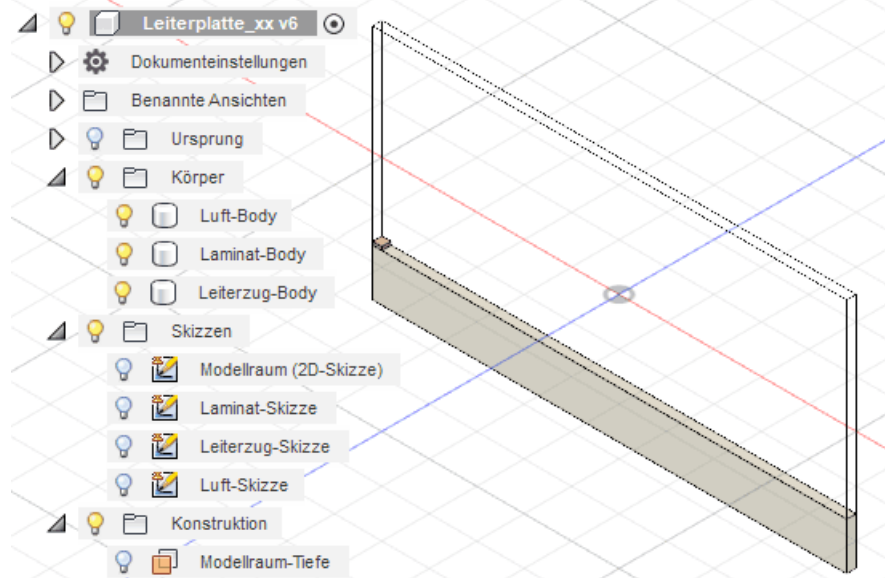 Leiterplatte_xx v6
Dokumenteinstellungen
Benannte Ansichten
Ursprung
Körper
Luft-Body
Laminat-Body
Leiterzug-Body
Skizzen
Modellraum (2D-Skizze)
Laminat-Skizze
Leiterzug-Skizze
Luft-Skizze
Konstruktion
Modellraum-Tiefe